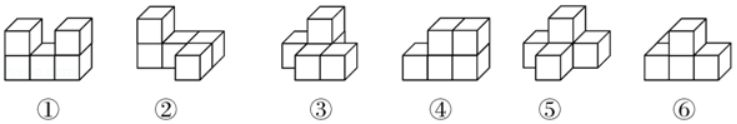 ① ② ③ ④ ⑤ ⑥